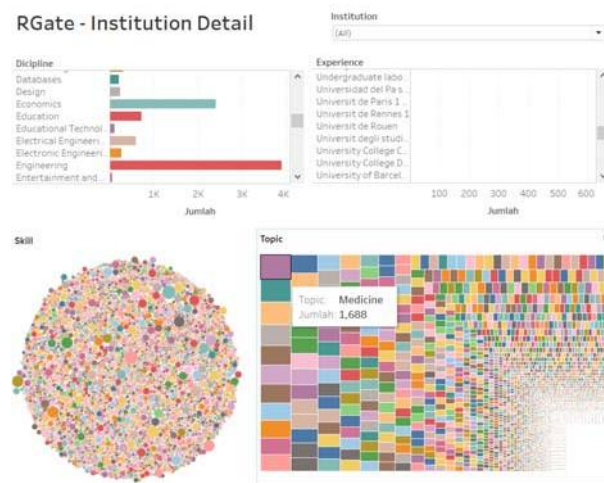 RGate - Institution Detail
Institution
(All)
Dicipline
Databases
Design
Economics
Education
Educational Technol..
Electrical Engineeri..
Electronic Engineeri..
Engineering
Entertainment and..
1K 2K 3K 4K
Jumlah
Experience
Undergraduate labo..
Universidad del Pa s..
Universit de Paris 1 ..
Universit de Rennes 1
Universit de Rouen
Universit degli studi..
University College C..
University College D..
University of Barcel..
100 200 300 400 500 600
Jumlah
Skill
Topic
Topic: Medicine
Jumlah: 1,688